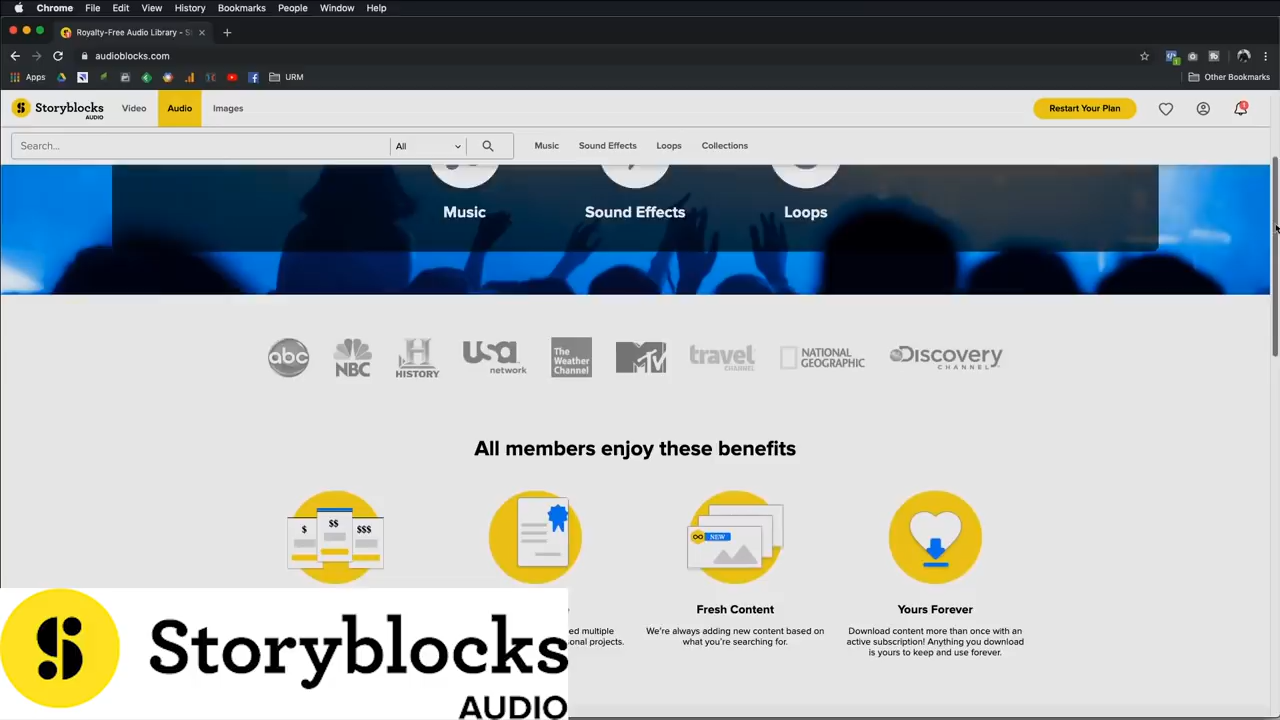 Chrome File Edit View History Bookmarks People Window Help
Royalty-Free Audio Library - S
audioblocks.com
Apps URM Other Bookmarks
Storyblocks
AUDIO
Video Audio Images Restart Your Plan
Search... All Music Sound Effects Loops Collections
Music Sound Effects Loops
abc NBC HISTORY USA network The Weather Channel MTV travel CHANNEL NATIONAL GEOGRAPHIC Discovery CHANNEL
All members enjoy these benefits
$ $$ $$$
NEW
Fresh Content
We're always adding new content based on
what you're searching for.
Yours Forever
Download content more than once with an
active subscription! Anything you download
is yours to keep and use forever.
multiple
projects.
Storyblocks
AUDIO